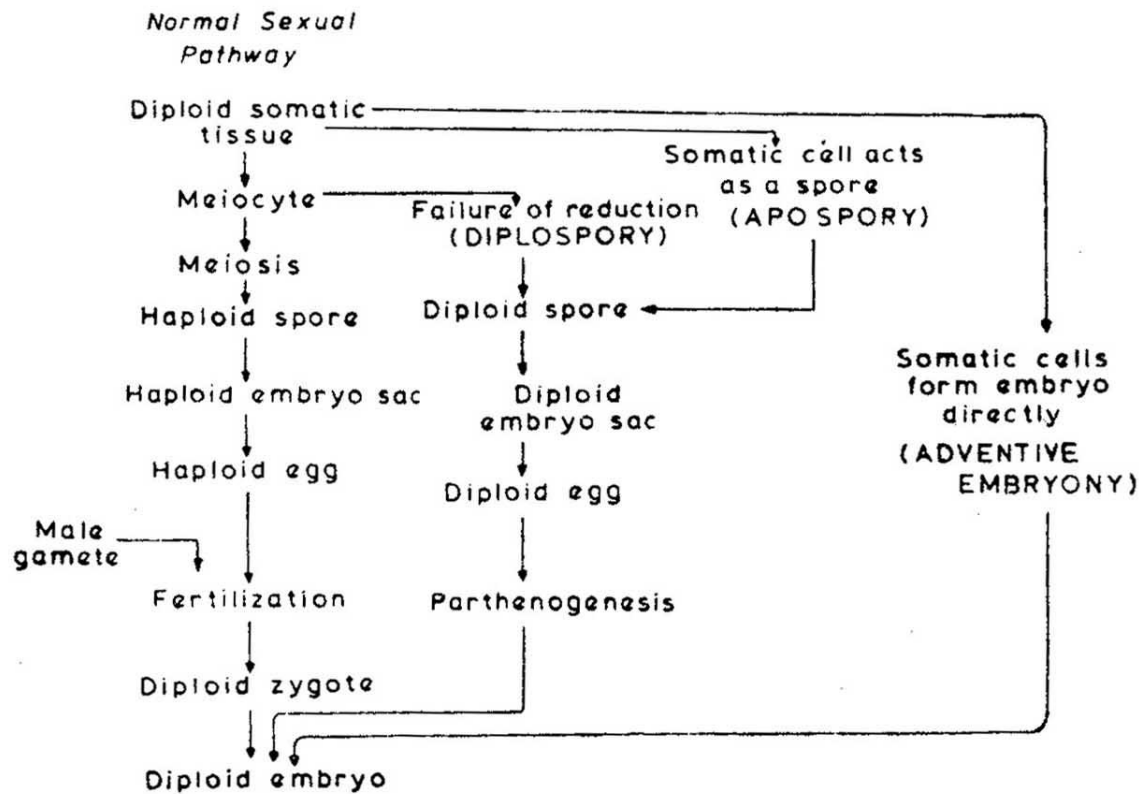 Normal Sexual
Pathway
Diploid somatic
tissue
Meiocyte
Meiosis
Haploid spore
Haploid embryo sac
Haploid egg
Male
gamete
Fertilization
Diploid zygote
Diploid embryo
Failure of reduction
(DIPLOSPORY)
Diploid spore
Diploid
embryo sac
Diploid egg
Parthenogenesis
Somatic cell acts
as a spore
(APOSPORY)
Somatic cells
form embryo
directly
(ADVENTIVE
EMBRYONY)